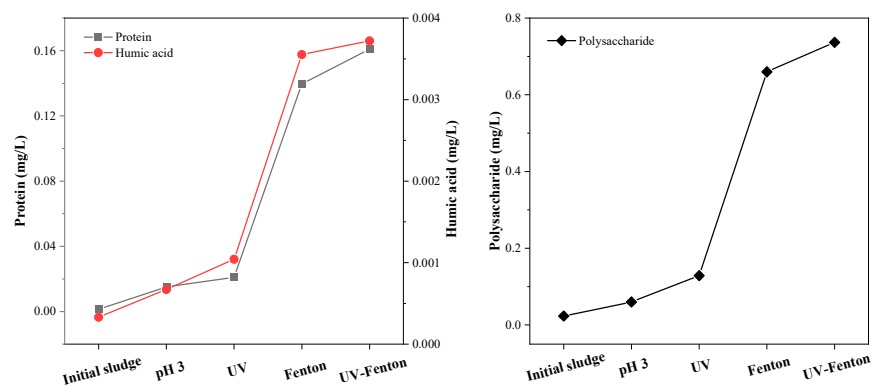 Protein
Humic acid
0.16
0.12
0.08
0.04
0.00
Protein (mg/L)
0.004
0.003
0.002
0.001
0.000
Humic acid (mg/L)
Initial sludge
pH 3
UV
Fenton
UV-Fenton
Polysaccharide
0.8
0.6
0.4
0.2
0.0
Polysaccharide (mg/L)
Initial sludge
pH 3
UV
Fenton
UV-Fenton